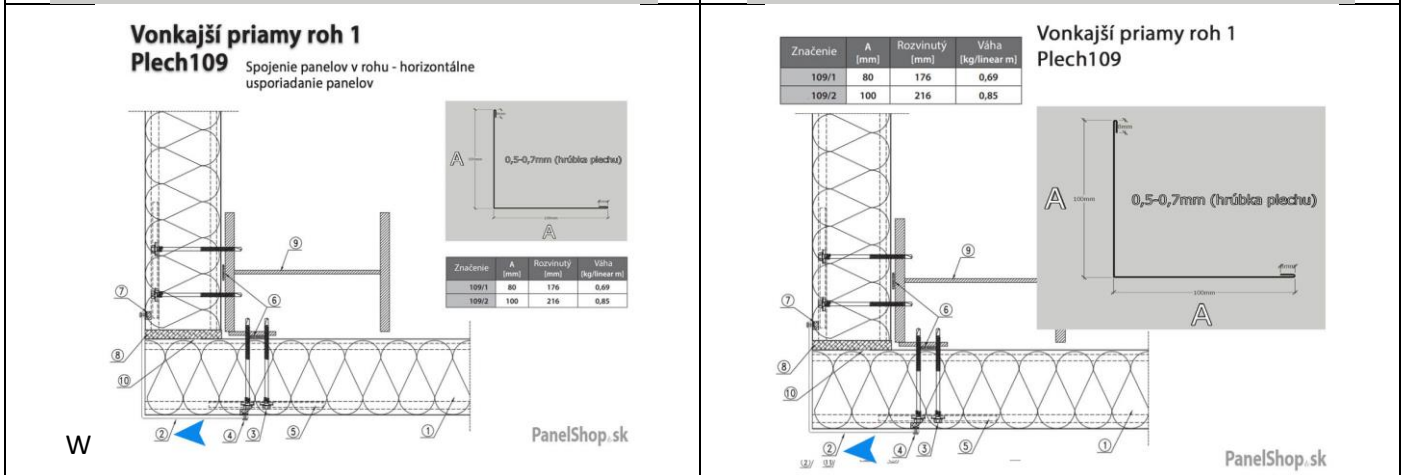 Vonkajší priamy roh 1
Plech109
Spojenie panelov v rohu - horizontálne
usporiadanie panelov
A
0,5-0,7mm (hrúbka plechu)
A
Značenie A [mm] Rozvinutý [mm] Váha [kg/linear m]
109/1 80 176 0,69
109/2 100 216 0,85
9
7
6
8
10
2
4
3
5
1
W
PanelShop.sk
Vonkajší priamy roh 1
Plech109
Značenie A [mm] Rozvinutý [mm] Váha [kg/linear m]
109/1 80 176 0,69
109/2 100 216 0,85
A
100mm
0,5-0,7mm (hrúbka plechu)
100mm
A
9
7
6
8
10
2
4
3
5
1
PanelShop.sk